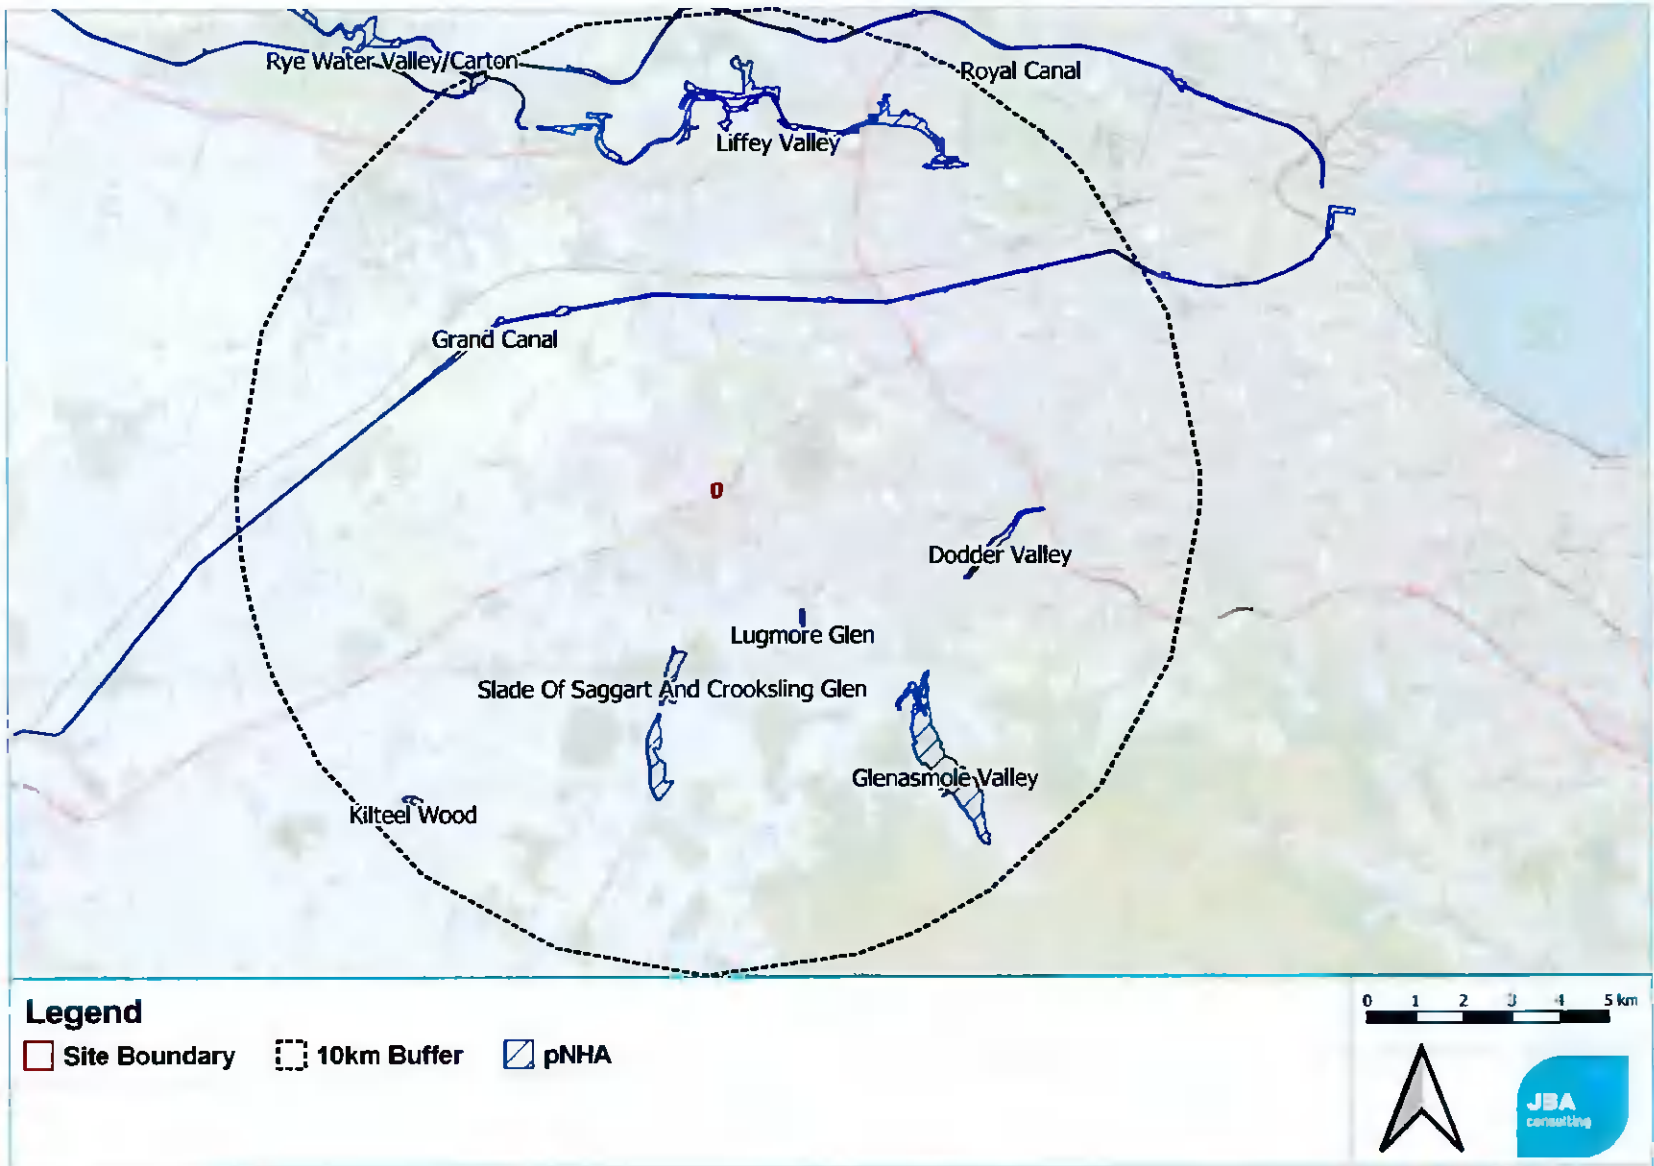 Rye Water Valley/Carton
Royal Canal
Liffey Valley
Grand Canal
Dodder Valley
Lugmore Glen
Slade Of Saggart And Crooksling Glen
Glenasmole Valley
Kilteel Wood
Legend
Site Boundary
10km Buffer
pNHA
0 1 2 3 4 5 km
JBA
consulting